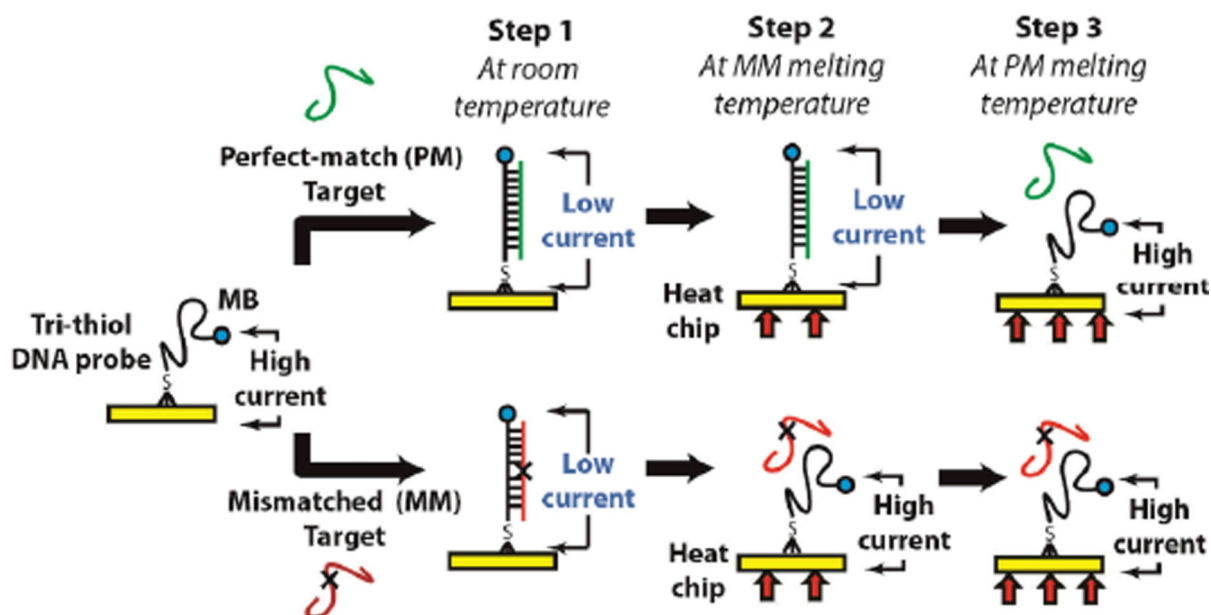 Step 1
At room
temperature
Step 2
At MM melting
temperature
Step 3
At PM melting
temperature
Perfect-match (PM)
Target
Low
current
S
Low
current
S
Heat
chip
High
current
S
Tri-thiol
DNA probe
MB
High
current
S
Mismatched (MM)
Target
Low
current
S
High
current
S
Heat
chip
High
current
S